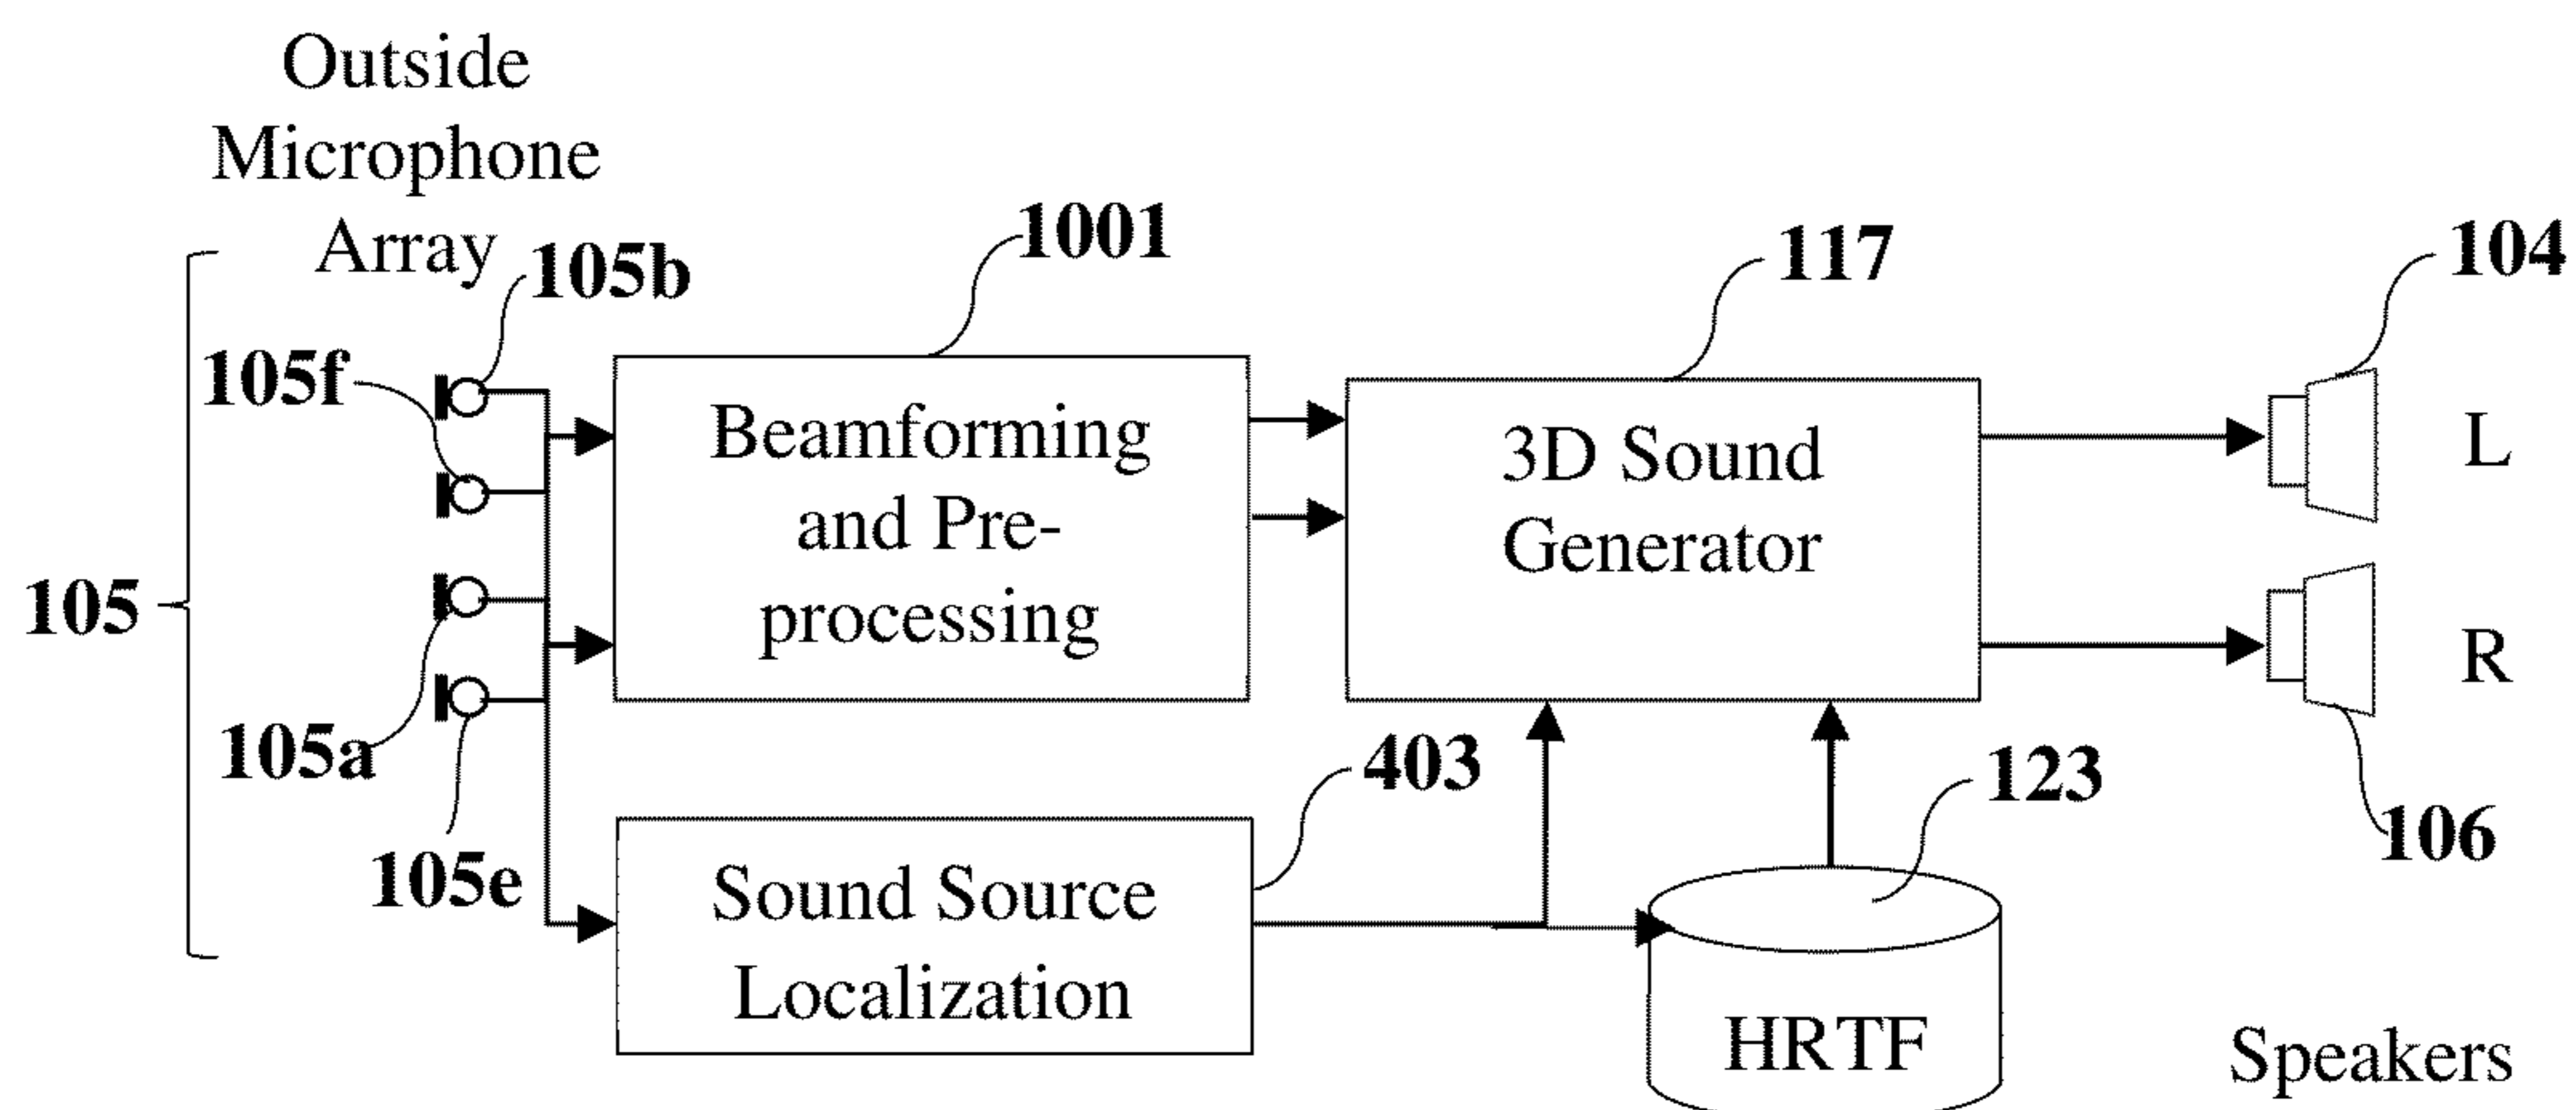 Outside
Microphone
Array
105b
1001
117
104
105f
105
105a
105e
Beamforming
and Pre-
processing
3D Sound
Generator
L
R
403
123
106
Sound Source
Localization
HRTF
Speakers